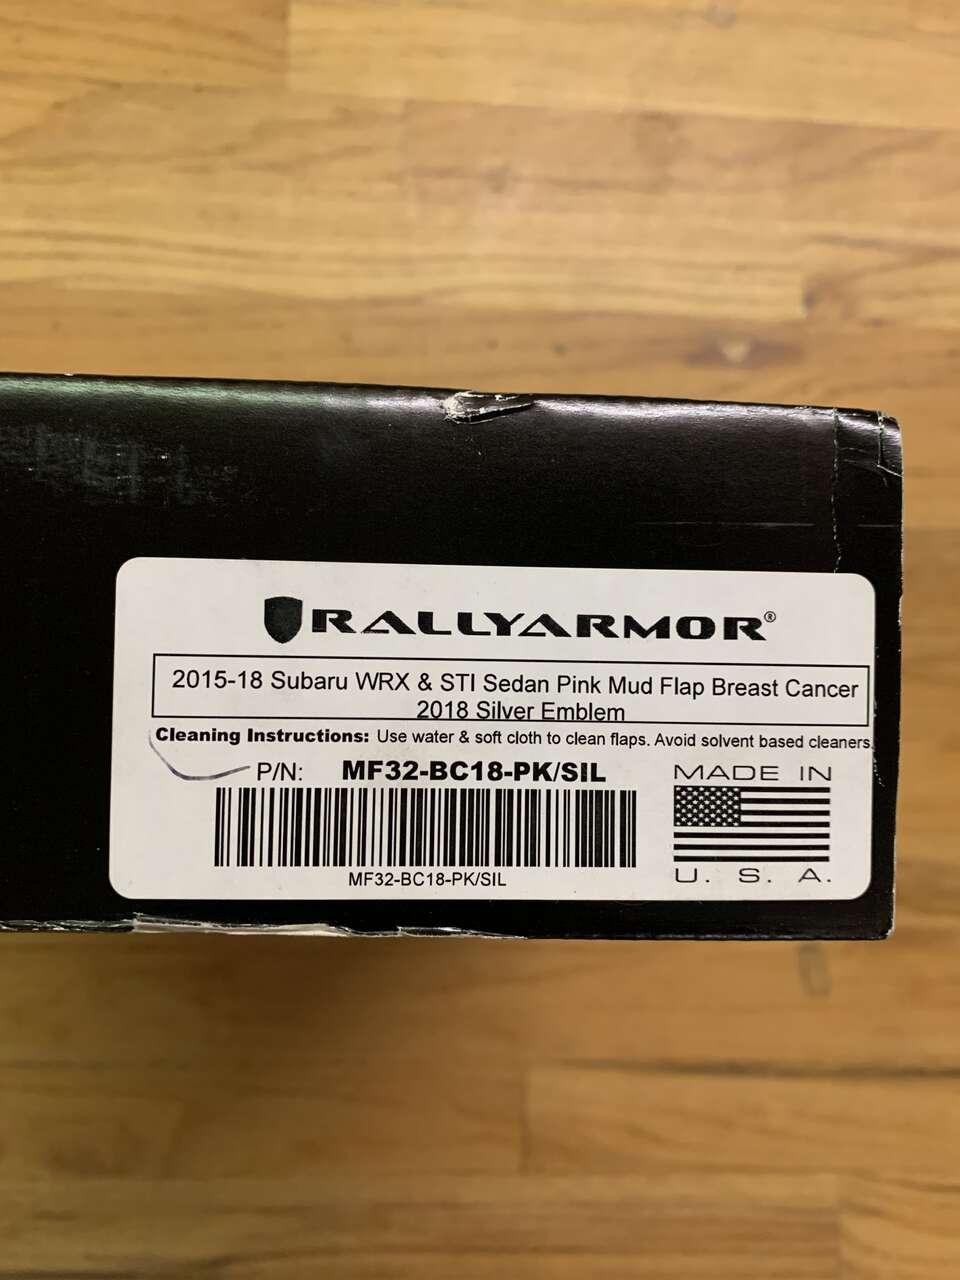 RALLYARMOR®
2015-18 Subaru WRX & STI Sedan Pink Mud Flap Breast Cancer
2018 Silver Emblem
Cleaning Instructions: Use water & soft cloth to clean flaps. Avoid solvent based cleaners.
P/N: MF32-BC18-PK/SIL
MF32-BC18-PK/SIL
MADE IN
U. S. A.